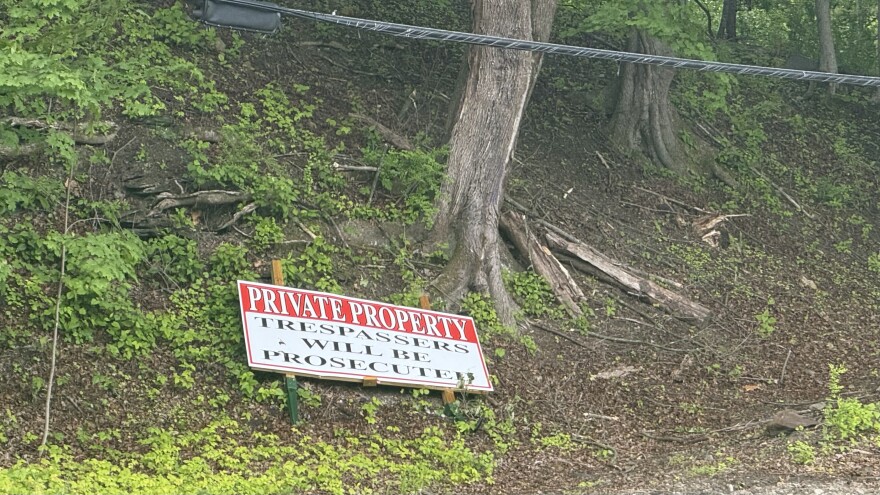 PRIVATE PROPERTY
TRESPASSERS
WILL BE
PROSECUTED